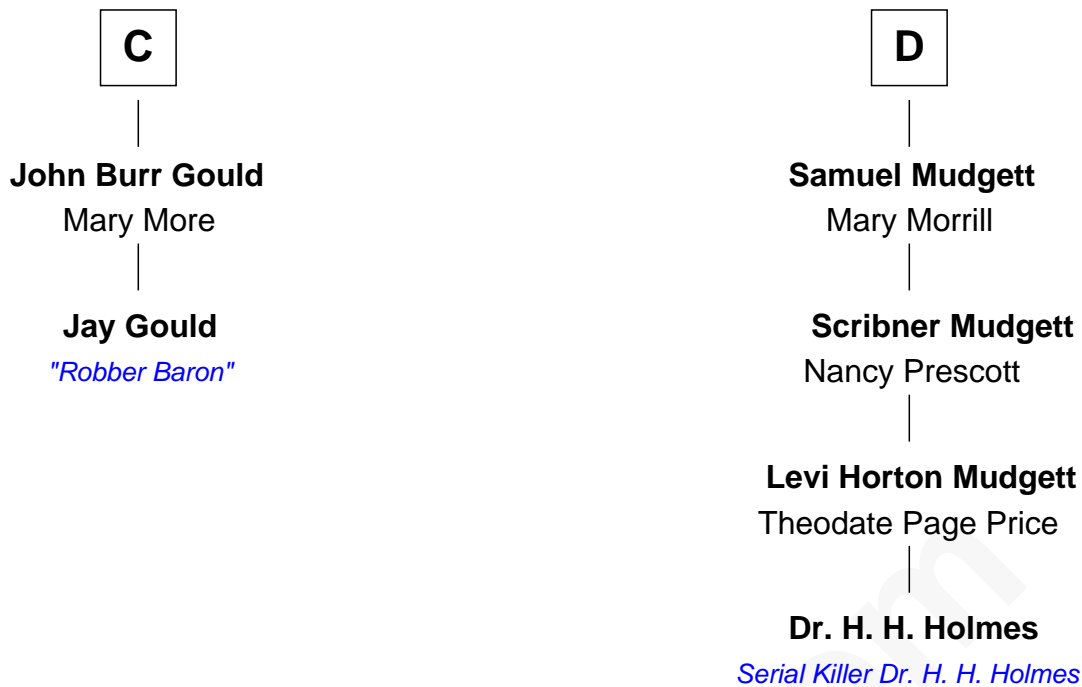 C
John Burr Gould
Mary More
Jay Gould
"Robber Baron"
D
Samuel Mudgett
Mary Morrill
Scribner Mudgett
Nancy Prescott
Levi Horton Mudgett
Theodate Page Price
Dr. H. H. Holmes
Serial Killer Dr. H. H. Holmes